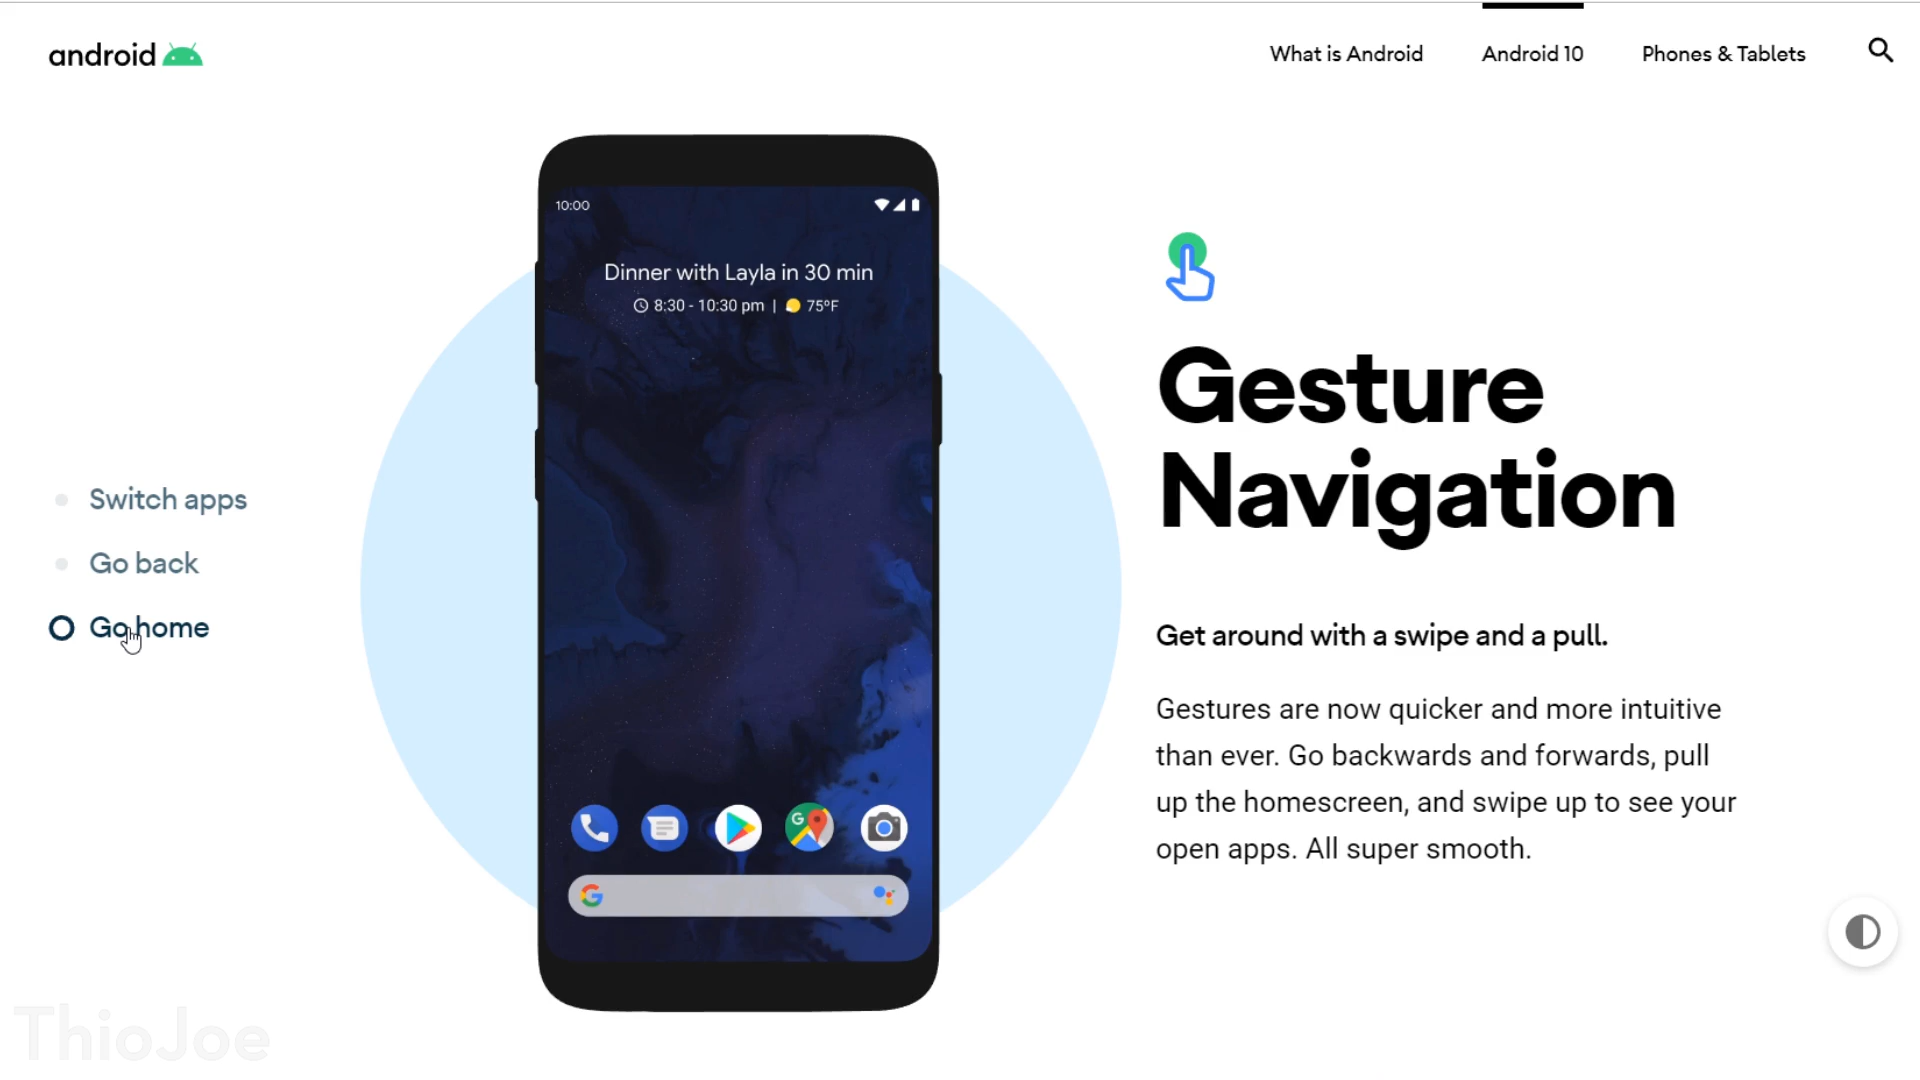 android
What is Android
Android 10
Phones & Tablets
10:00
Dinner with Layla in 30 min
8:30 - 10:30 pm | 75°F
Switch apps
Go back
Go home
Gesture
Navigation
Get around with a swipe and a pull.
Gestures are now quicker and more intuitive
than ever. Go backwards and forwards, pull
up the homescreen, and swipe up to see your
open apps. All super smooth.
ThioJoe